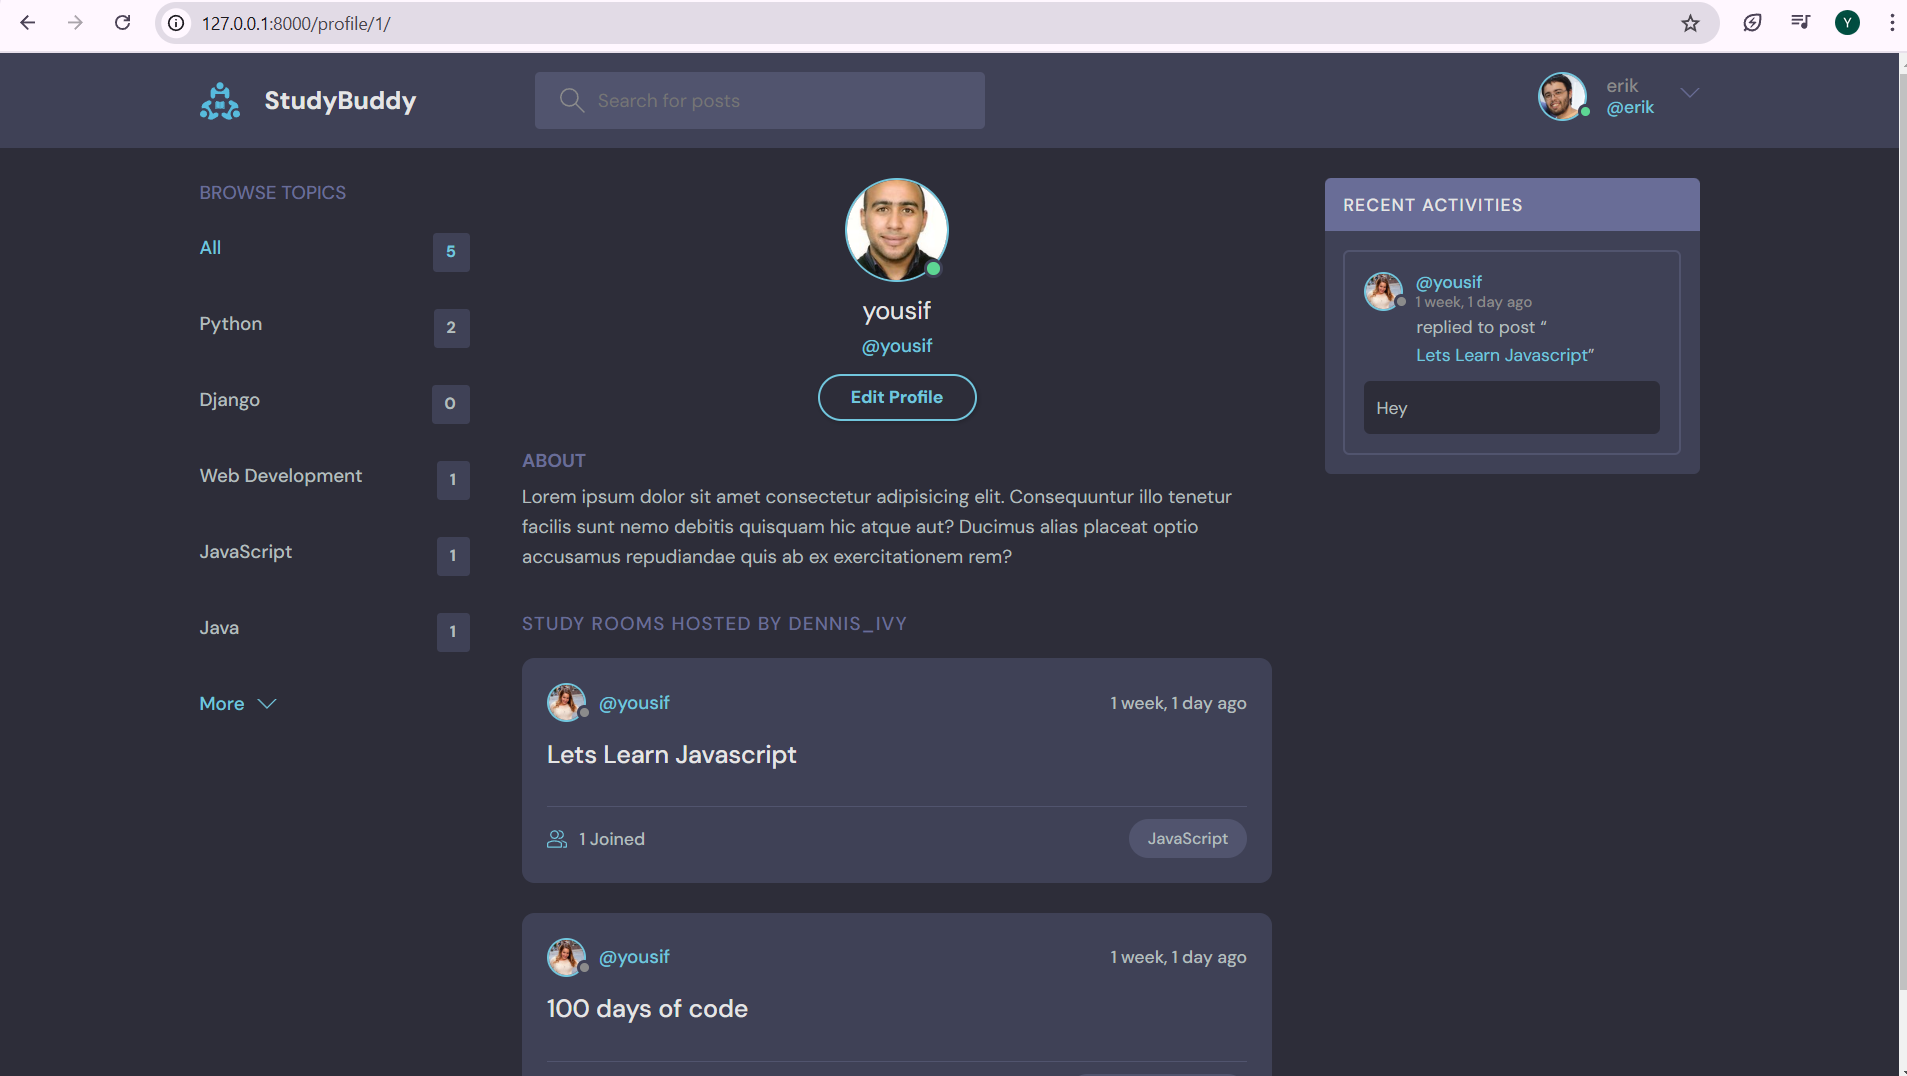 127.0.0.1:8000/profile/1/
Y
StudyBuddy
Search for posts
erik
@erik
BROWSE TOPICS
All
5
Python
2
Django
0
Web Development
1
JavaScript
1
Java
1
More
yousif
@yousif
Edit Profile
ABOUT
Lorem ipsum dolor sit amet consectetur adipisicing elit. Consequuntur illo tenetur
facilis sunt nemo debitis quisquam hic atque aut? Ducimus alias placeat optio
accusamus repudiandae quis ab ex exercitationem rem?
STUDY ROOMS HOSTED BY DENNIS_IVY
@yousif
1 week, 1 day ago
Lets Learn Javascript
1 Joined
JavaScript
@yousif
1 week, 1 day ago
100 days of code
RECENT ACTIVITIES
@yousif
1 week, 1 day ago
replied to post “
Lets Learn Javascript”
Hey